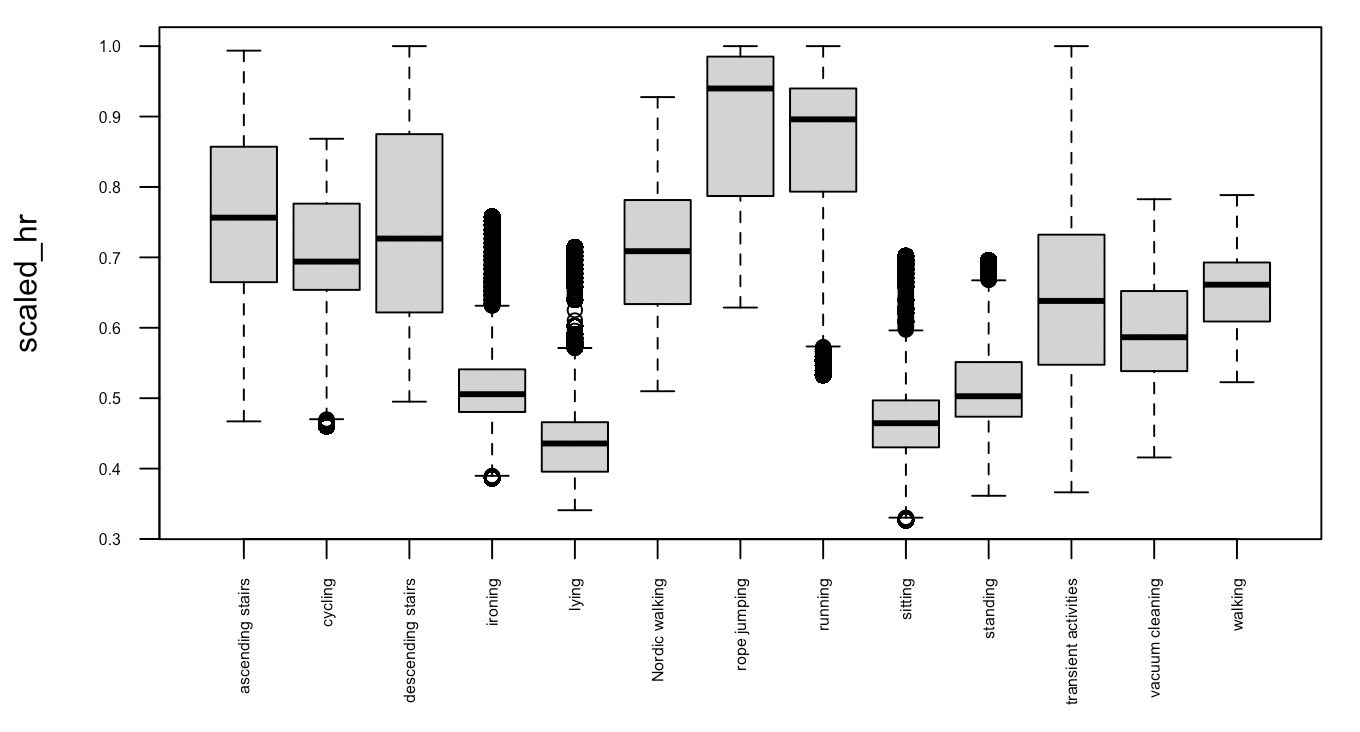 scaled_hr
1.0
0.9
0.8
0.7
0.6
0.5
0.4
0.3
ascending stairs
cycling
descending stairs
ironing
lying
Nordic walking
rope jumping
running
sitting
standing
transient activities
vacuum cleaning
walking